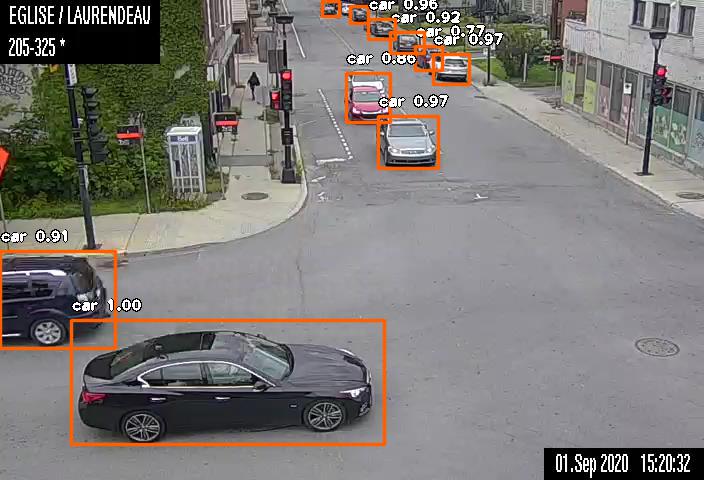 EGLISE / LAURENDEAU
205-325 *
car 0.96
car 0.92
car 0.77
car 0.97
car 0.86
car 0.97
car 0.91
car 1.00
Bell
01.Sep 2020 15:20:32